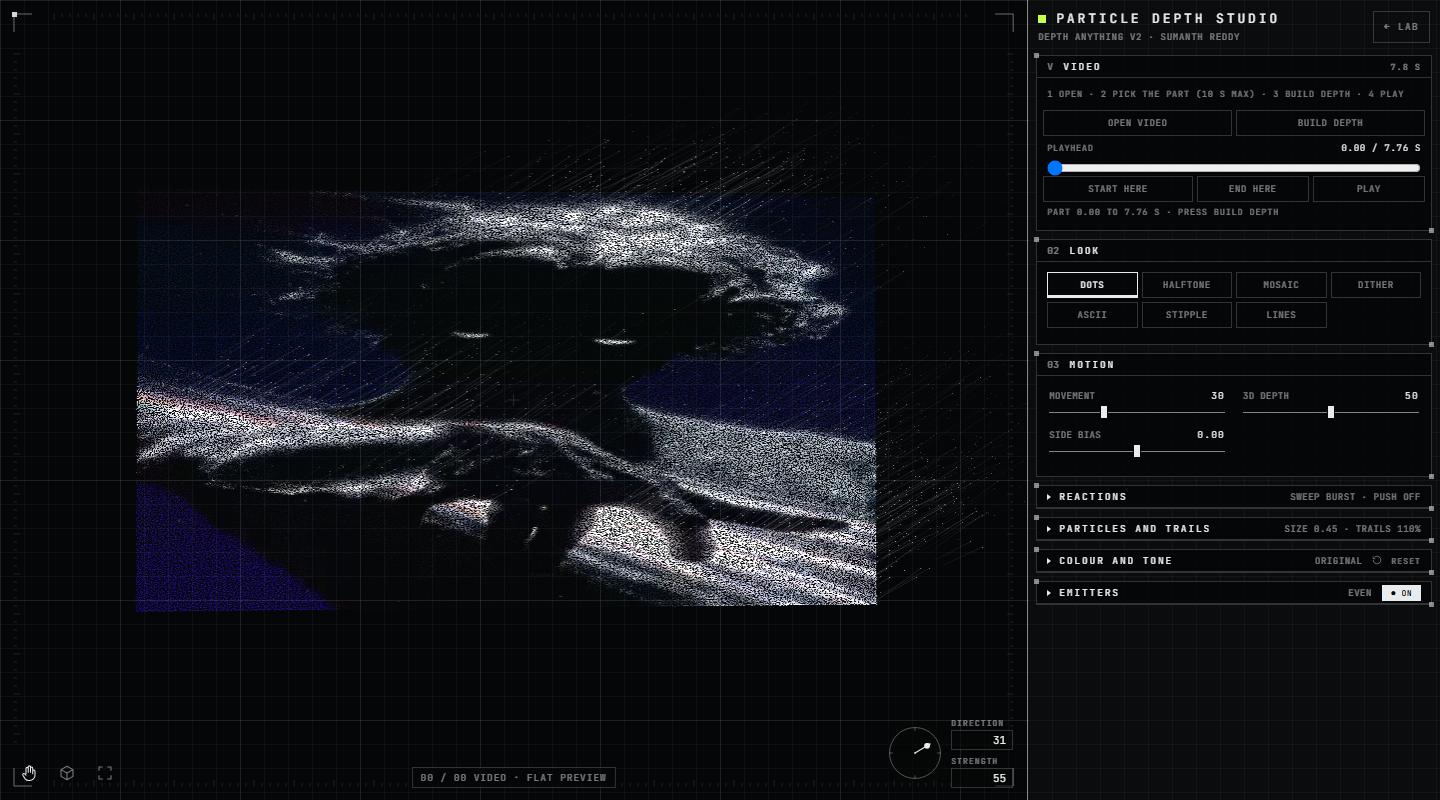 PARTICLE DEPTH STUDIO
DEPTH ANYTHING V2 · SUMANTH REDDY
← LAB
V VIDEO
7.8 S
1 OPEN · 2 PICK THE PART (10 S MAX) · 3 BUILD DEPTH · 4 PLAY
OPEN VIDEO
BUILD DEPTH
PLAYHEAD
0.00 / 7.76 S
START HERE
END HERE
PLAY
PART 0.00 TO 7.76 S · PRESS BUILD DEPTH
02 LOOK
DOTS
HALFTONE
MOSAIC
DITHER
ASCII
STIPPLE
LINES
03 MOTION
MOVEMENT 30
3D DEPTH 50
SIDE BIAS 0.00
REACTIONS
SWEEP BURST · PUSH OFF
PARTICLES AND TRAILS
SIZE 0.45 · TRAILS 110%
COLOUR AND TONE
ORIGINAL
RESET
EMITTERS
EVEN
● ON
DIRECTION
31
STRENGTH
55
00 / 00 VIDEO · FLAT PREVIEW